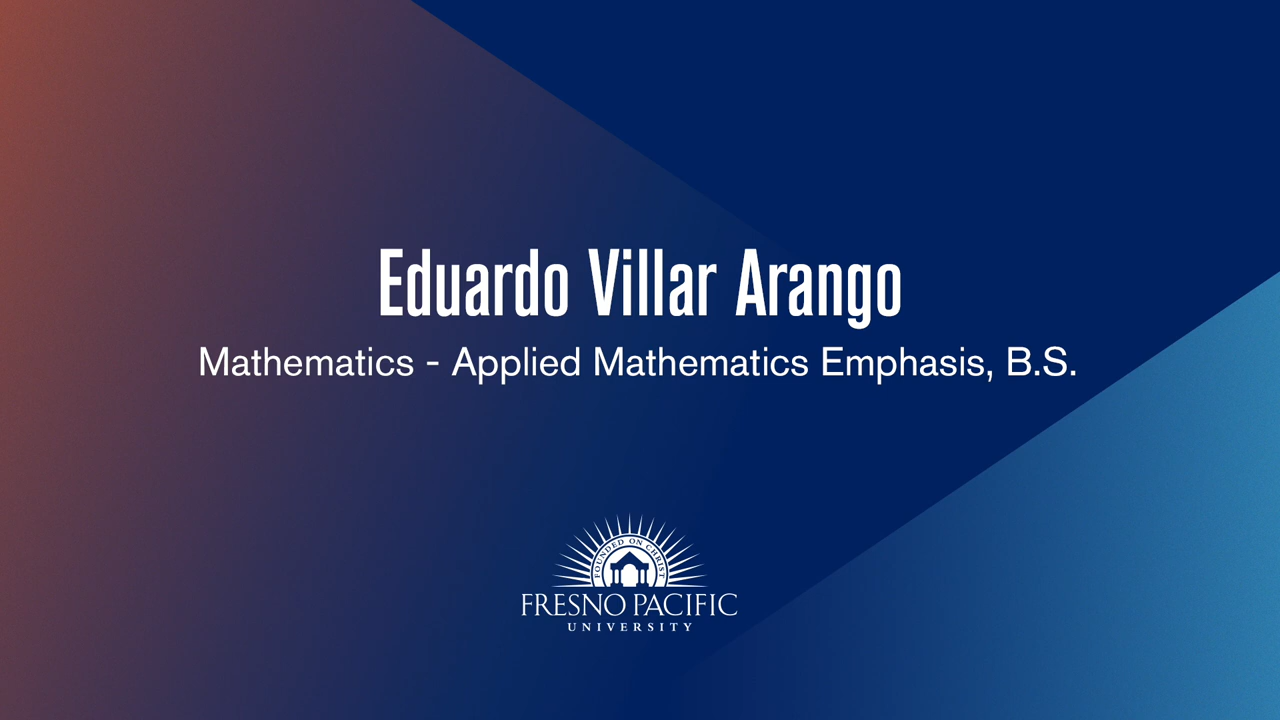 Eduardo Villar Arango
Mathematics - Applied Mathematics Emphasis, B.S.
FOUNDED ON CHRIST
FRESNO PACIFIC
UNIVERSITY